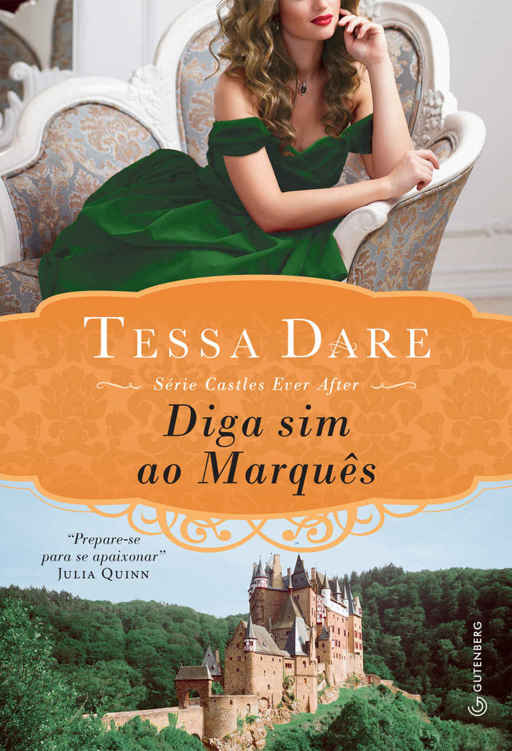 TESSA DARE
Série Castles Ever After
Diga sim
ao Marquês
“Prepare-se
para se apaixonar”
JULIA QUINN
GUTENBERG